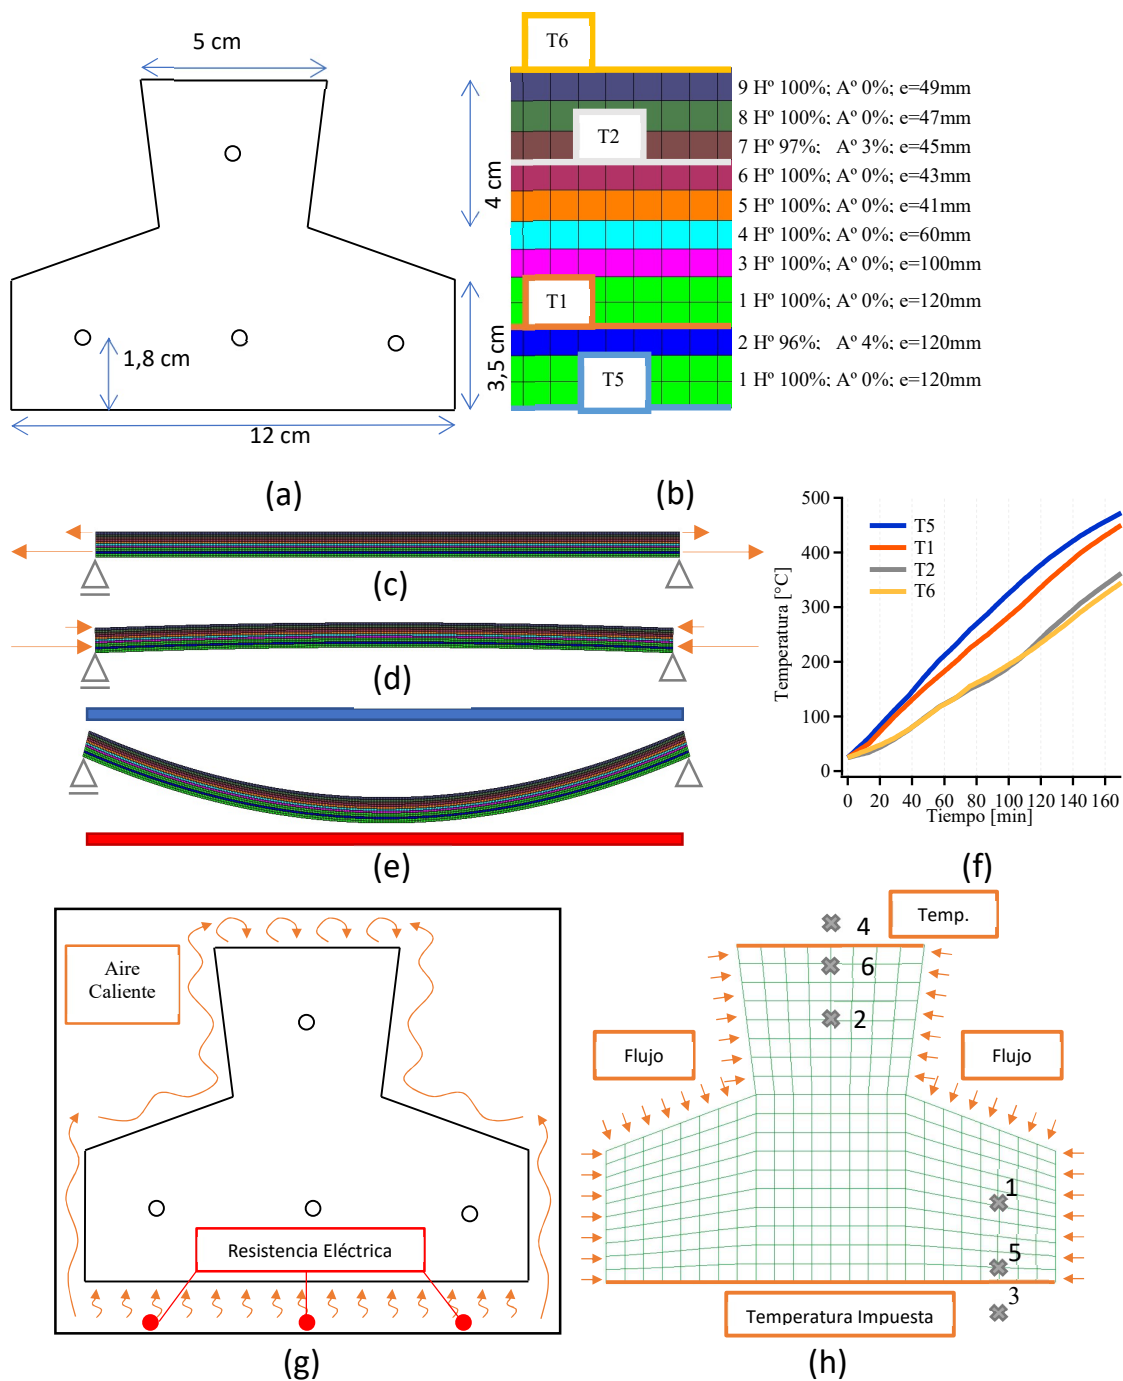 5 cm
4 cm
1,8 cm
3,5 cm
12 cm
(a)
T6
T2
T1
T5
9 Hº 100%; Aº 0%; e=49mm
8 Hº 100%; Aº 0%; e=47mm
7 Hº 97%; Aº 3%; e=45mm
6 Hº 100%; Aº 0%; e=43mm
5 Hº 100%; Aº 0%; e=41mm
4 Hº 100%; Aº 0%; e=60mm
3 Hº 100%; Aº 0%; e=100mm
1 Hº 100%; Aº 0%; e=120mm
2 Hº 96%; Aº 4%; e=120mm
1 Hº 100%; Aº 0%; e=120mm
(b)
(c)
(d)
(e)
Temperatura [°C]
500
400
300
200
100
0
T5
T1
T2
T6
0 20 40 60 80 100 120 140 160
Tiempo [min]
(f)
Aire
Caliente
Resistencia Eléctrica
(g)
Temp.
4
6
2
Flujo
Flujo
1
5
3
Temperatura Impuesta
(h)